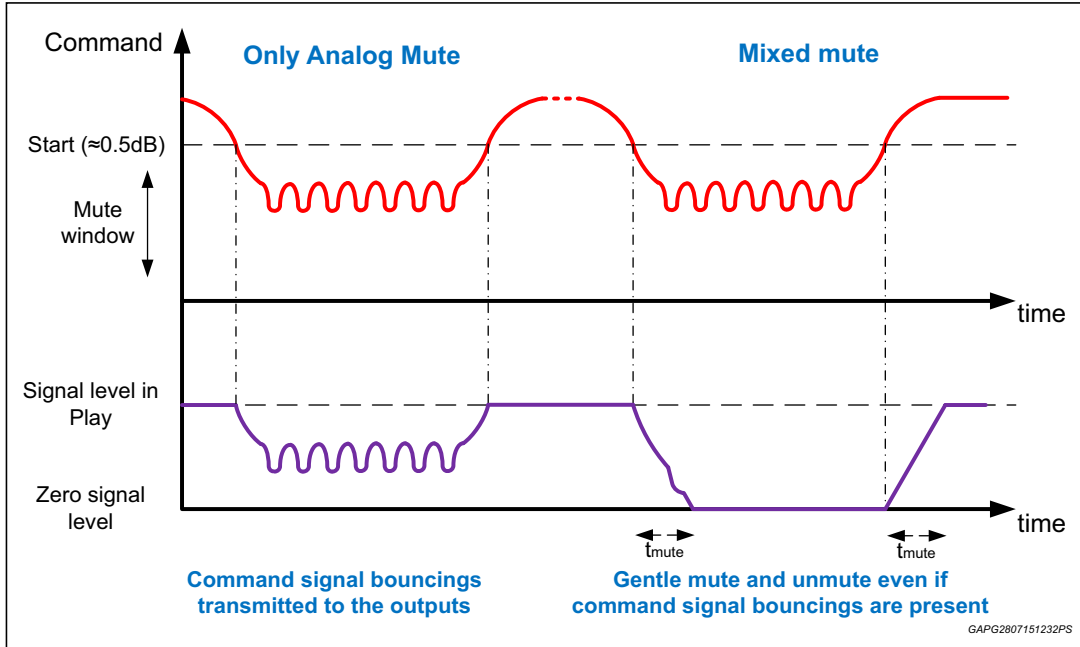 Command
Only Analog Mute
Mixed mute
Start (≈0.5dB)
Mute
window
time
Signal level in
Play
Zero signal
level
time
tmute
tmute
Command signal bouncings
transmitted to the outputs
Gentle mute and unmute even if
command signal bouncings are present
GAPG2807151232PS